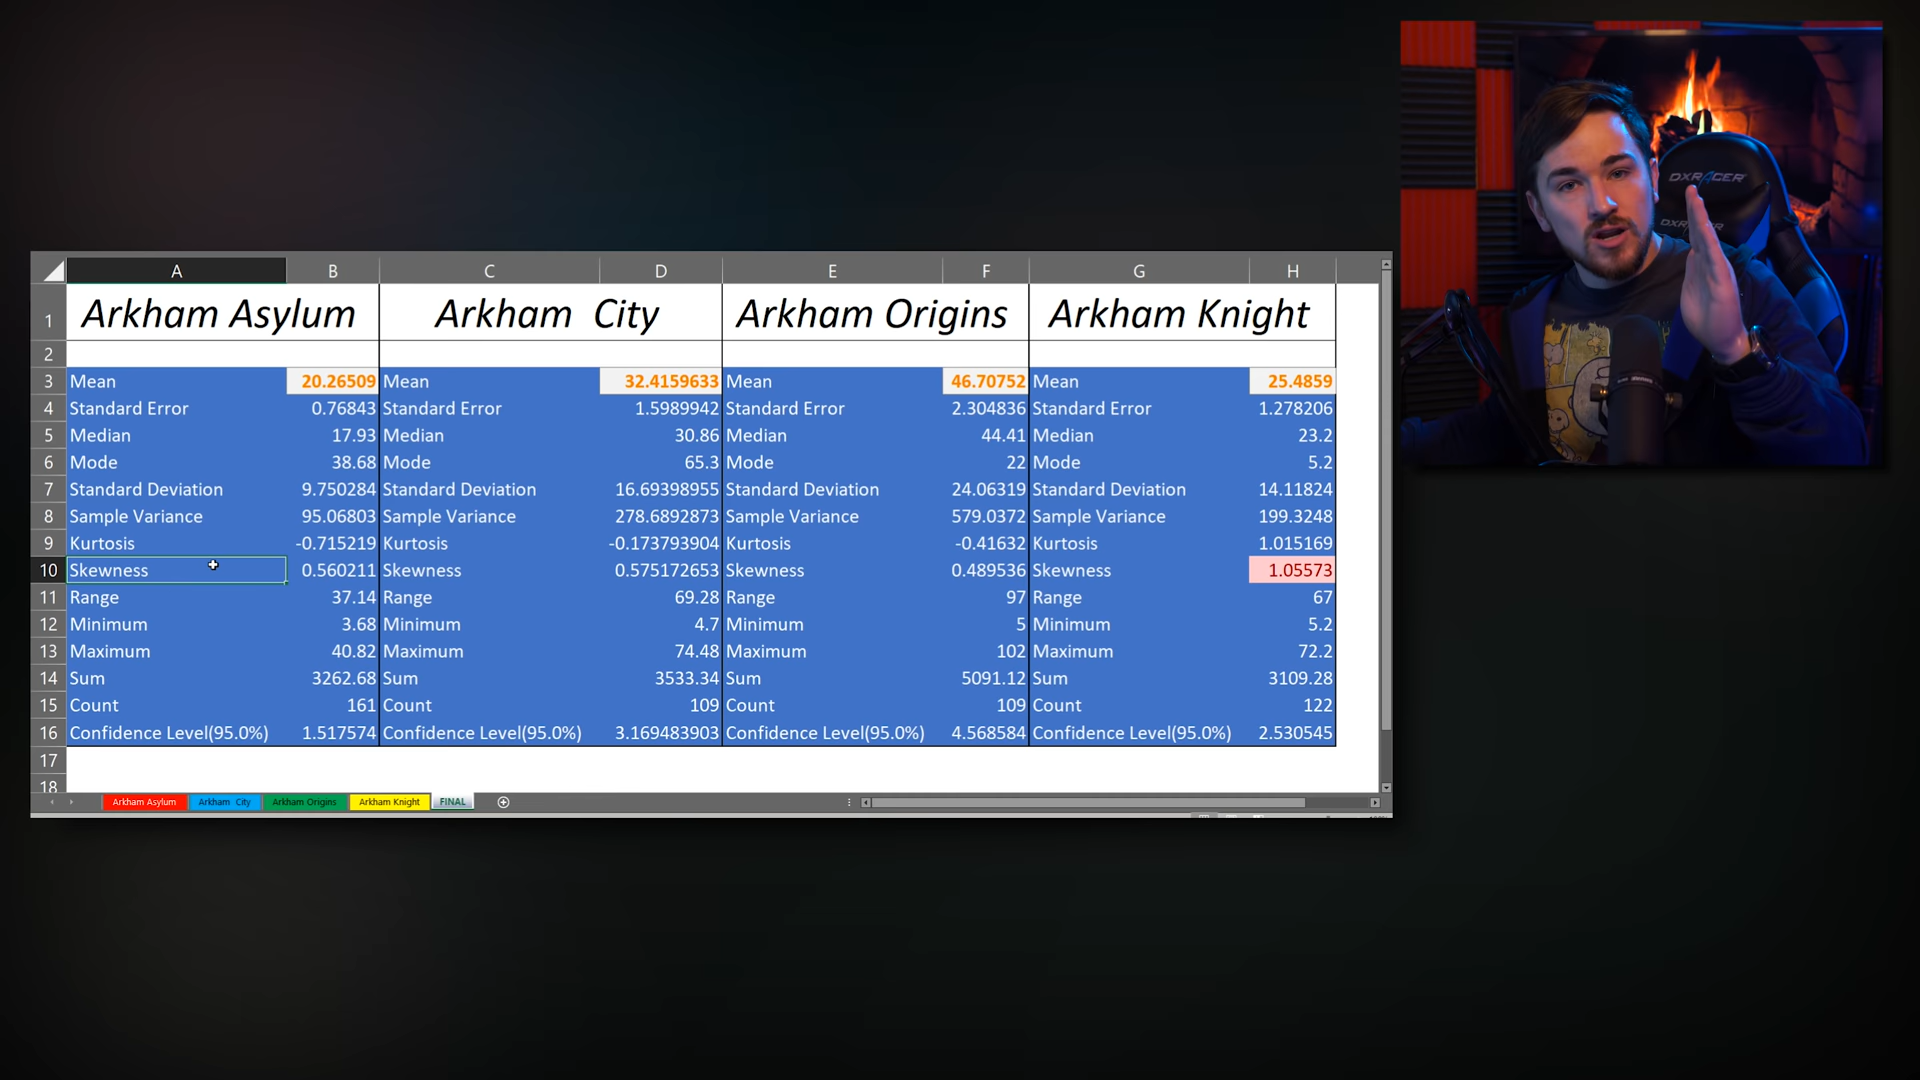 DXRACER
DXRACER
A B C D E F G H
1 Arkham Asylum Arkham City Arkham Origins Arkham Knight
2
3 Mean 20.26509 Mean 32.4159633 Mean 46.70752 Mean 25.4859
4 Standard Error 0.76843 Standard Error 1.5989942 Standard Error 2.304836 Standard Error 1.278206
5 Median 17.93 Median 30.86 Median 44.41 Median 23.2
6 Mode 38.68 Mode 65.3 Mode 22 Mode 5.2
7 Standard Deviation 9.750284 Standard Deviation 16.69398955 Standard Deviation 24.06319 Standard Deviation 14.11824
8 Sample Variance 95.06803 Sample Variance 278.6892873 Sample Variance 579.0372 Sample Variance 199.3248
9 Kurtosis -0.715219 Kurtosis -0.173793904 Kurtosis -0.41632 Kurtosis 1.015169
10 Skewness 0.560211 Skewness 0.575172653 Skewness 0.489536 Skewness 1.05573
11 Range 37.14 Range 69.28 Range 97 Range 67
12 Minimum 3.68 Minimum 4.7 Minimum 5 Minimum 5.2
13 Maximum 40.82 Maximum 74.48 Maximum 102 Maximum 72.2
14 Sum 3262.68 Sum 3533.34 Sum 5091.12 Sum 3109.28
15 Count 161 Count 109 Count 109 Count 122
16 Confidence Level(95.0%) 1.517574 Confidence Level(95.0%) 3.169483903 Confidence Level(95.0%) 4.568584 Confidence Level(95.0%) 2.530545
17
18
Arkham Asylum Arkham City Arkham Origins Arkham Knight FINAL